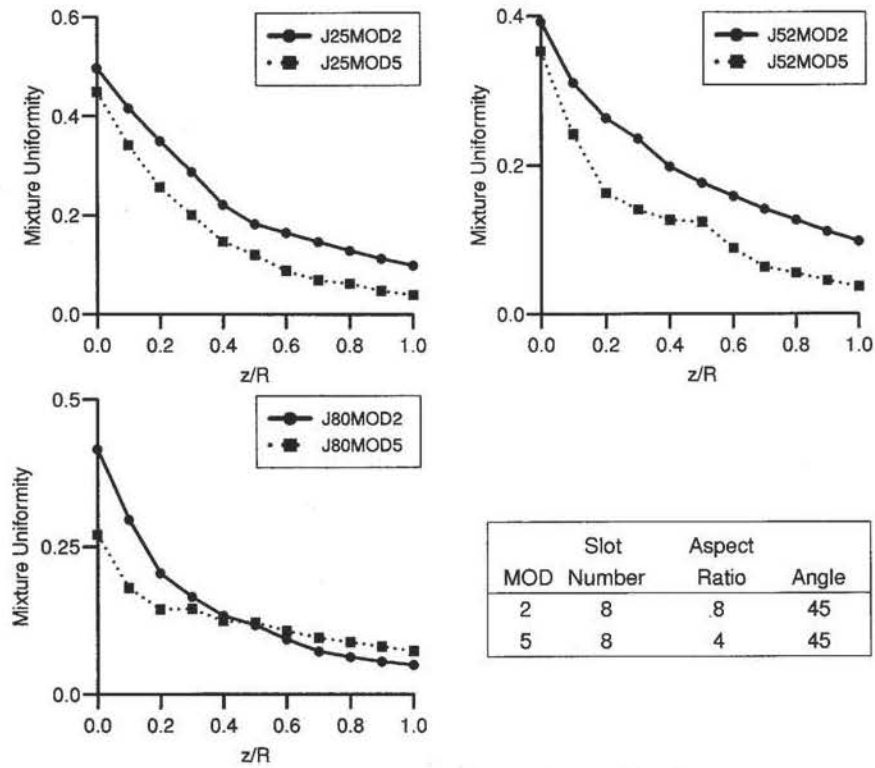 0.6
0.4
0.2
0.0
Mixture Uniformity
J25MOD2
J25MOD5
0.0 0.2 0.4 0.6 0.8 1.0
z/R
0.4
0.2
0.0
Mixture Uniformity
J52MOD2
J52MOD5
0.0 0.2 0.4 0.6 0.8 1.0
z/R
0.5
0.25
0.0
Mixture Uniformity
J80MOD2
J80MOD5
0.0 0.2 0.4 0.6 0.8 1.0
z/R
Slot Aspect
MOD Number Ratio Angle
2 8 8 45
5 8 4 45